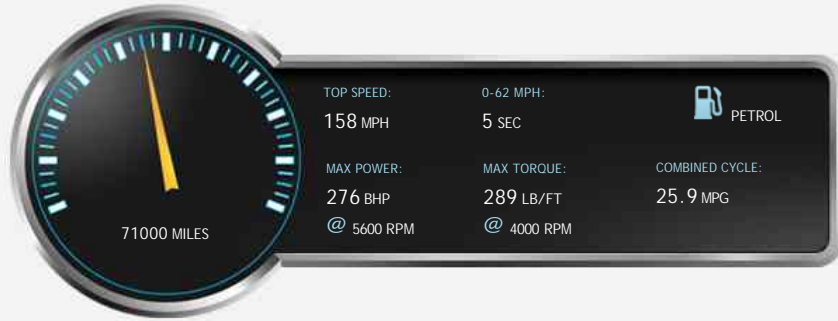 TOP SPEED:
158 MPH
0-62 MPH:
5 SEC
PETROL
MAX POWER:
276 BHP
@ 5600 RPM
MAX TORQUE:
289 LB/FT
@ 4000 RPM
COMBINED CYCLE:
25.9 MPG
71000 MILES